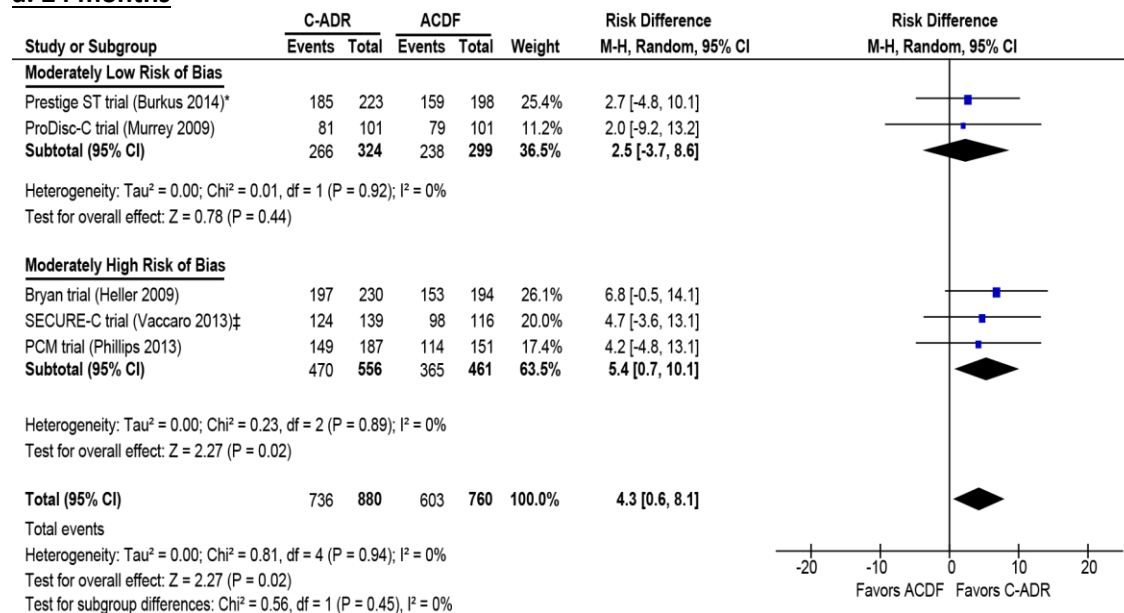 C-ADR ACDF Risk Difference Risk Difference
Study or Subgroup Events Total Events Total Weight M-H, Random, 95% CI M-H, Random, 95% CI
Moderately Low Risk of Bias
Prestige ST trial (Burkus 2014)* 185 223 159 198 25.4% 2.7 [-4.8, 10.1]
ProDisc-C trial (Murrey 2009) 81 101 79 101 11.2% 2.0 [-9.2, 13.2]
Subtotal (95% CI) 266 324 238 299 36.5% 2.5 [-3.7, 8.6]
Heterogeneity: Tau² = 0.00; Chi² = 0.01, df = 1 (P = 0.92); I² = 0%
Test for overall effect: Z = 0.78 (P = 0.44)
Moderately High Risk of Bias
Bryan trial (Heller 2009) 197 230 153 194 26.1% 6.8 [-0.5, 14.1]
SECURE-C trial (Vaccaro 2013)‡ 124 139 98 116 20.0% 4.7 [-3.6, 13.1]
PCM trial (Phillips 2013) 149 187 114 151 17.4% 4.2 [-4.8, 13.1]
Subtotal (95% CI) 470 556 365 461 63.5% 5.4 [0.7, 10.1]
Heterogeneity: Tau² = 0.00; Chi² = 0.23, df = 2 (P = 0.89); I² = 0%
Test for overall effect: Z = 2.27 (P = 0.02)
Total (95% CI) 736 880 603 760 100.0% 4.3 [0.6, 8.1]
Total events
Heterogeneity: Tau² = 0.00; Chi² = 0.81, df = 4 (P = 0.94); I² = 0%
Test for overall effect: Z = 2.27 (P = 0.02)
Test for subgroup differences: Chi² = 0.56, df = 1 (P = 0.45), I² = 0%
-20 -10 0 10 20
Favors ACDF Favors C-ADR